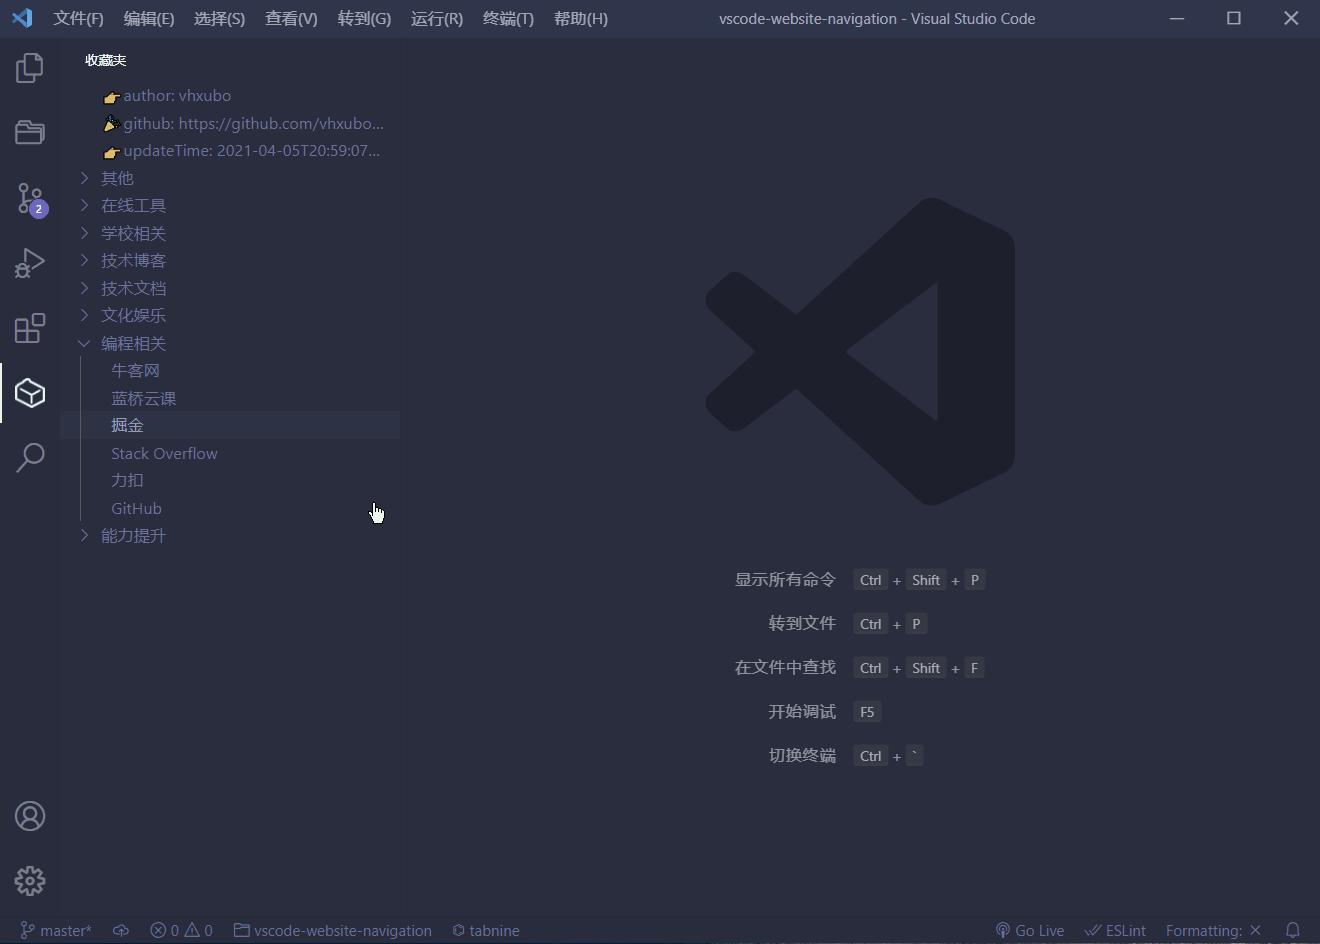 文件(F) 编辑(E) 选择(S) 查看(V) 转到(G) 运行(R) 终端(T) 帮助(H) vscode-website-navigation - Visual Studio Code
收藏夹
author: vhxubo
github: https://github.com/vhxubo...
updateTime: 2021-04-05T20:59:07...
其他
在线工具
2
学校相关
技术博客
技术文档
文化娱乐
编程相关
牛客网
蓝桥云课
掘金
Stack Overflow
力扣
GitHub
能力提升
显示所有命令 Ctrl + Shift + P
转到文件 Ctrl + P
在文件中查找 Ctrl + Shift + F
开始调试 F5
切换终端 Ctrl + `
master* 0 0 vscode-website-navigation tabnine Go Live ESLint Formatting: ×